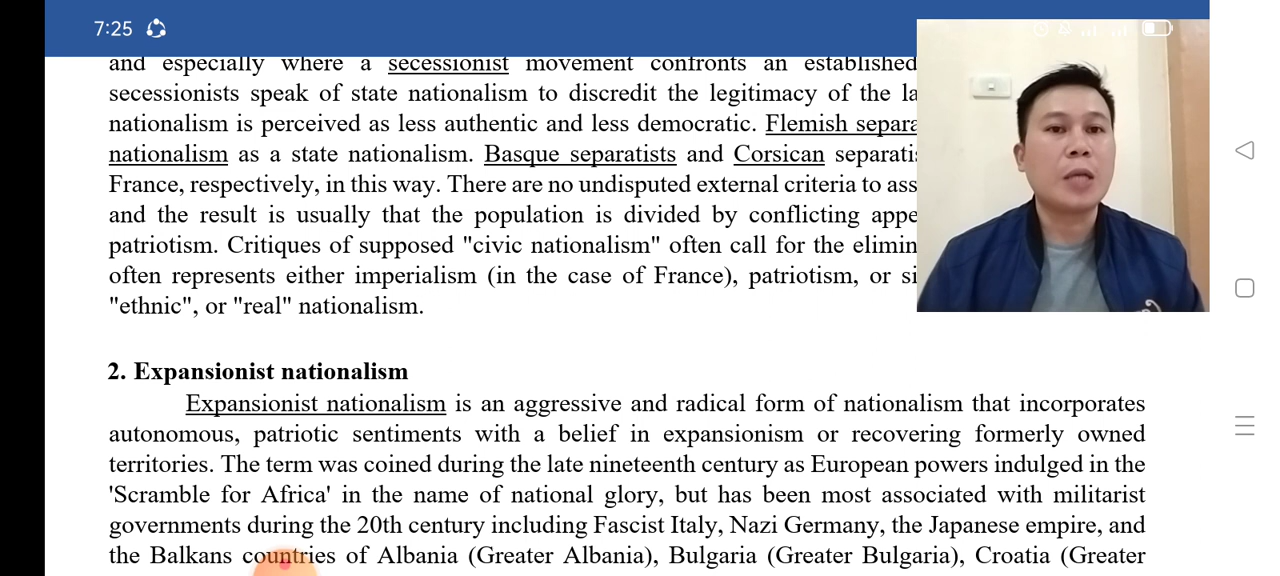 7:25
and especially where a secessionist movement confronts an established
secessionists speak of state nationalism to discredit the legitimacy of the
nationalism is perceived as less authentic and less democratic. Flemish
nationalism as a state nationalism. Basque separatists and Corsican
France, respectively, in this way. There are no undisputed external criteria to
and the result is usually that the population is divided by conflicting
patriotism. Critiques of supposed "civic nationalism" often call for the
often represents either imperialism (in the case of France), patriotism, or
"ethnic", or "real" nationalism.
2. Expansionist nationalism
Expansionist nationalism is an aggressive and radical form of nationalism that incorporates
autonomous, patriotic sentiments with a belief in expansionism or recovering formerly owned
territories. The term was coined during the late nineteenth century as European powers indulged in the
'Scramble for Africa' in the name of national glory, but has been most associated with militarist
governments during the 20th century including Fascist Italy, Nazi Germany, the Japanese empire, and
the Balkans countries of Albania (Greater Albania), Bulgaria (Greater Bulgaria), Croatia (Greater